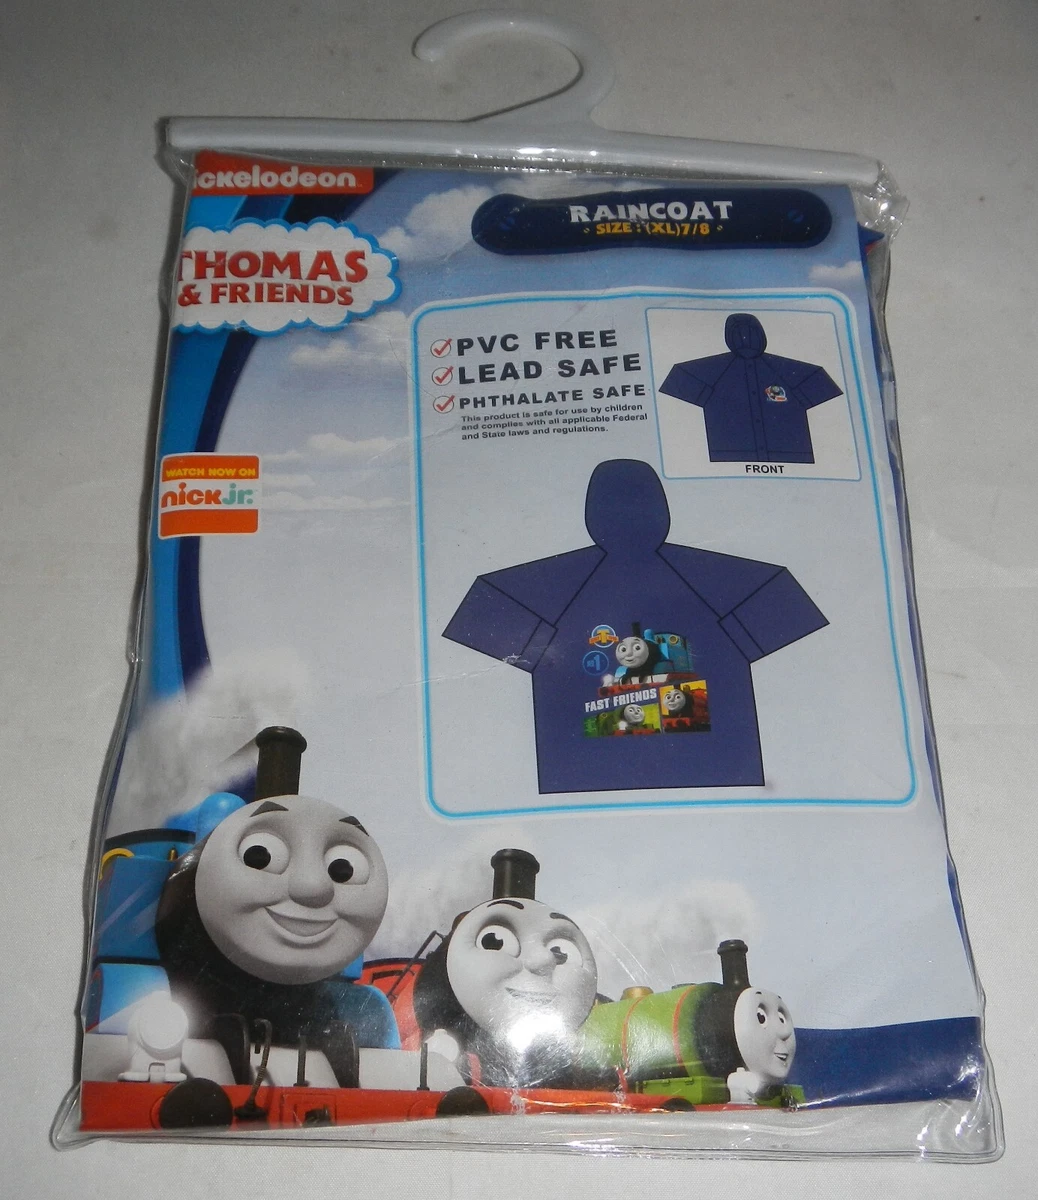 ickelodeon
RAINCOAT
SIZE : (XL)7/8
THOMAS
& FRIENDS
PVC FREE
LEAD SAFE
PHTHALATE SAFE
This product is safe for use by children
and complies with all applicable Federal
and State laws and regulations.
FRONT
WATCH NOW ON
nick jr.
#1
FAST FRIENDS